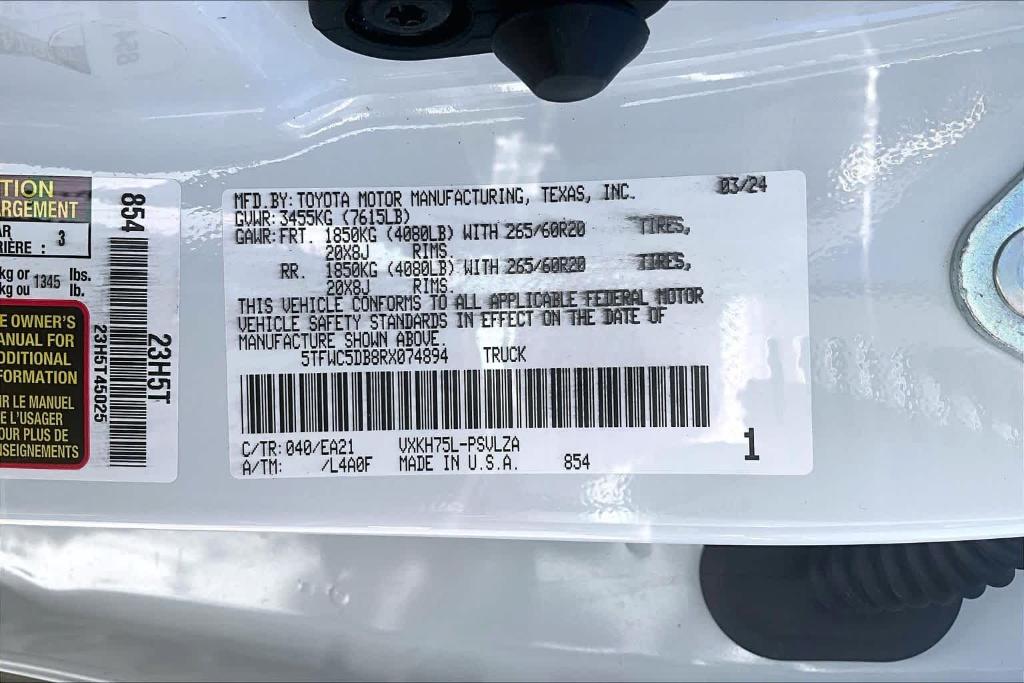 TION
ARGEMENT
AR
RIÈRE : 3
kg or 1345 lbs.
kg ou lb.
E OWNER'S
ANUAL FOR
DDITIONAL
FORMATION
IR LE MANUEL
E L'USAGER
OUR PLUS DE
NSEIGNEMENTS
854
23H5T45025
23H5T
MFD.BY: TOYOTA MOTOR MANUFACTURING, TEXAS, INC. 03/24
GVWR: 3455KG (7615LB)
GAWR: FRT. 1850KG (4080LB) WITH 265/60R20 TIRES,
20X8J RIMS.
RR. 1850KG (4080LB) WITH 265/60R20 TIRES,
20X8J RIMS.
THIS VEHICLE CONFORMS TO ALL APPLICABLE FEDERAL MOTOR
VEHICLE SAFETY STANDARDS IN EFFECT ON THE DATE OF
MANUFACTURE SHOWN ABOVE.
5TFWC5DB8RX074894 TRUCK
C/TR: 040/EA21 VXKH75L-PSVLZA
A/TM: /L4A0F MADE IN U.S.A. 854
1